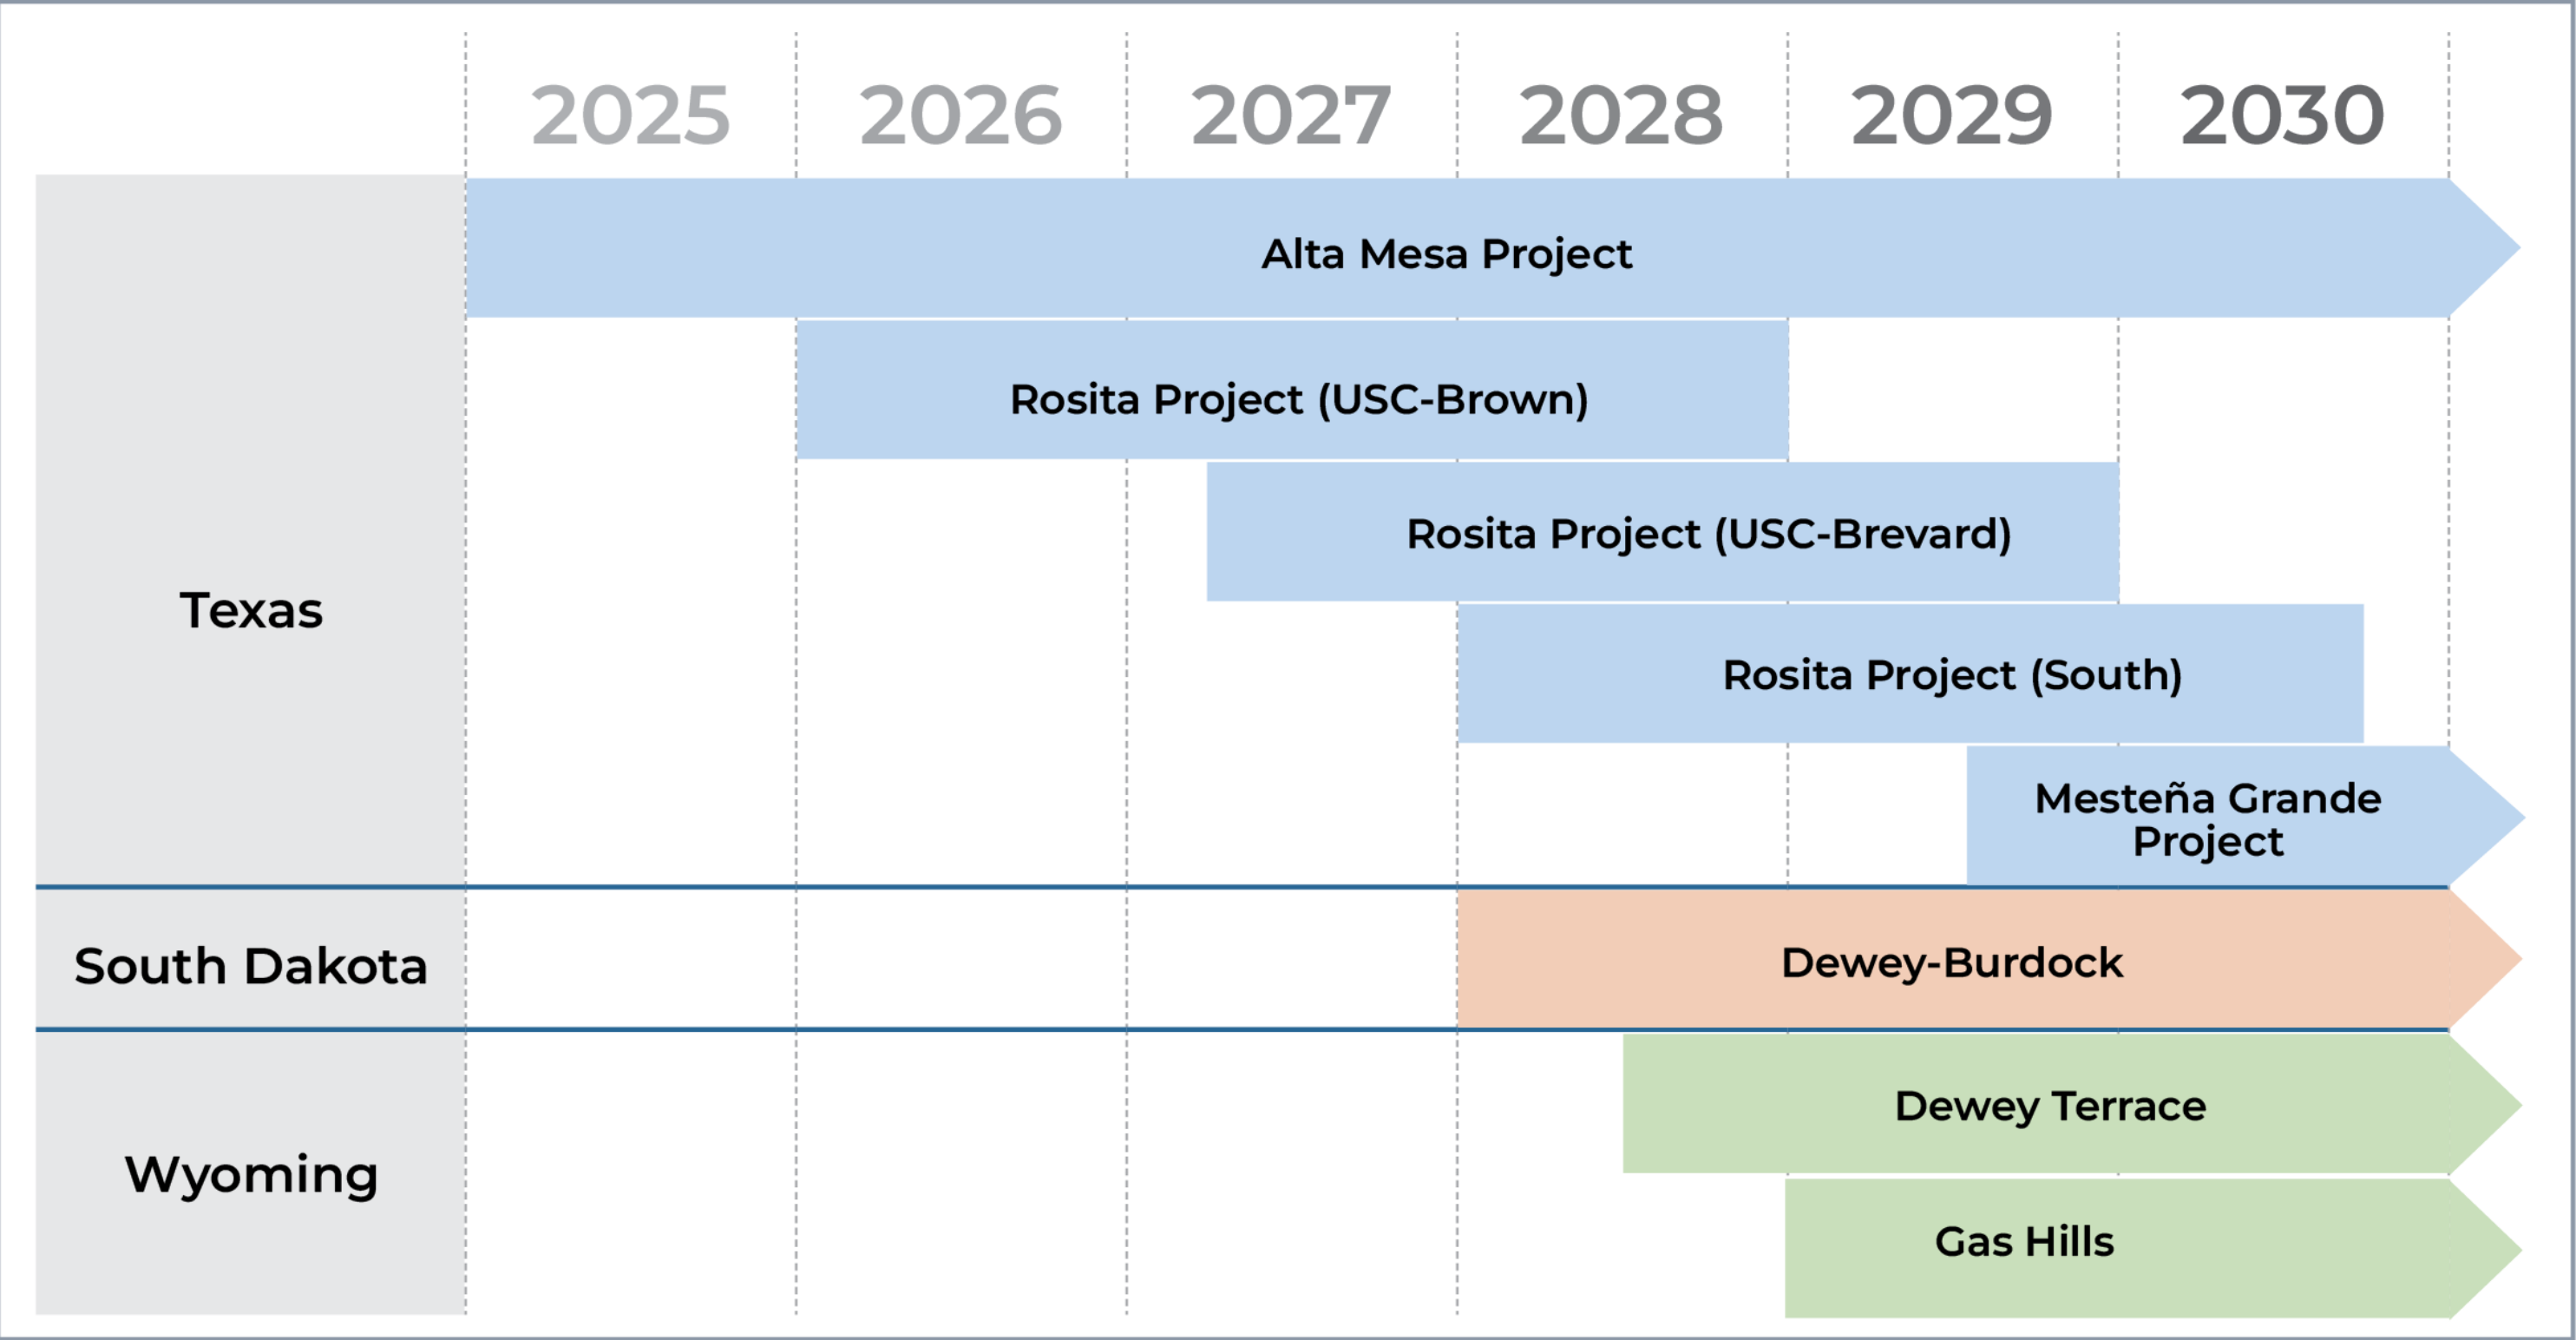 2025 2026 2027 2028 2029 2030
Texas
Alta Mesa Project
Rosita Project (USC-Brown)
Rosita Project (USC-Brevard)
Rosita Project (South)
Mesteña Grande
Project
South Dakota
Dewey-Burdock
Wyoming
Dewey Terrace
Gas Hills